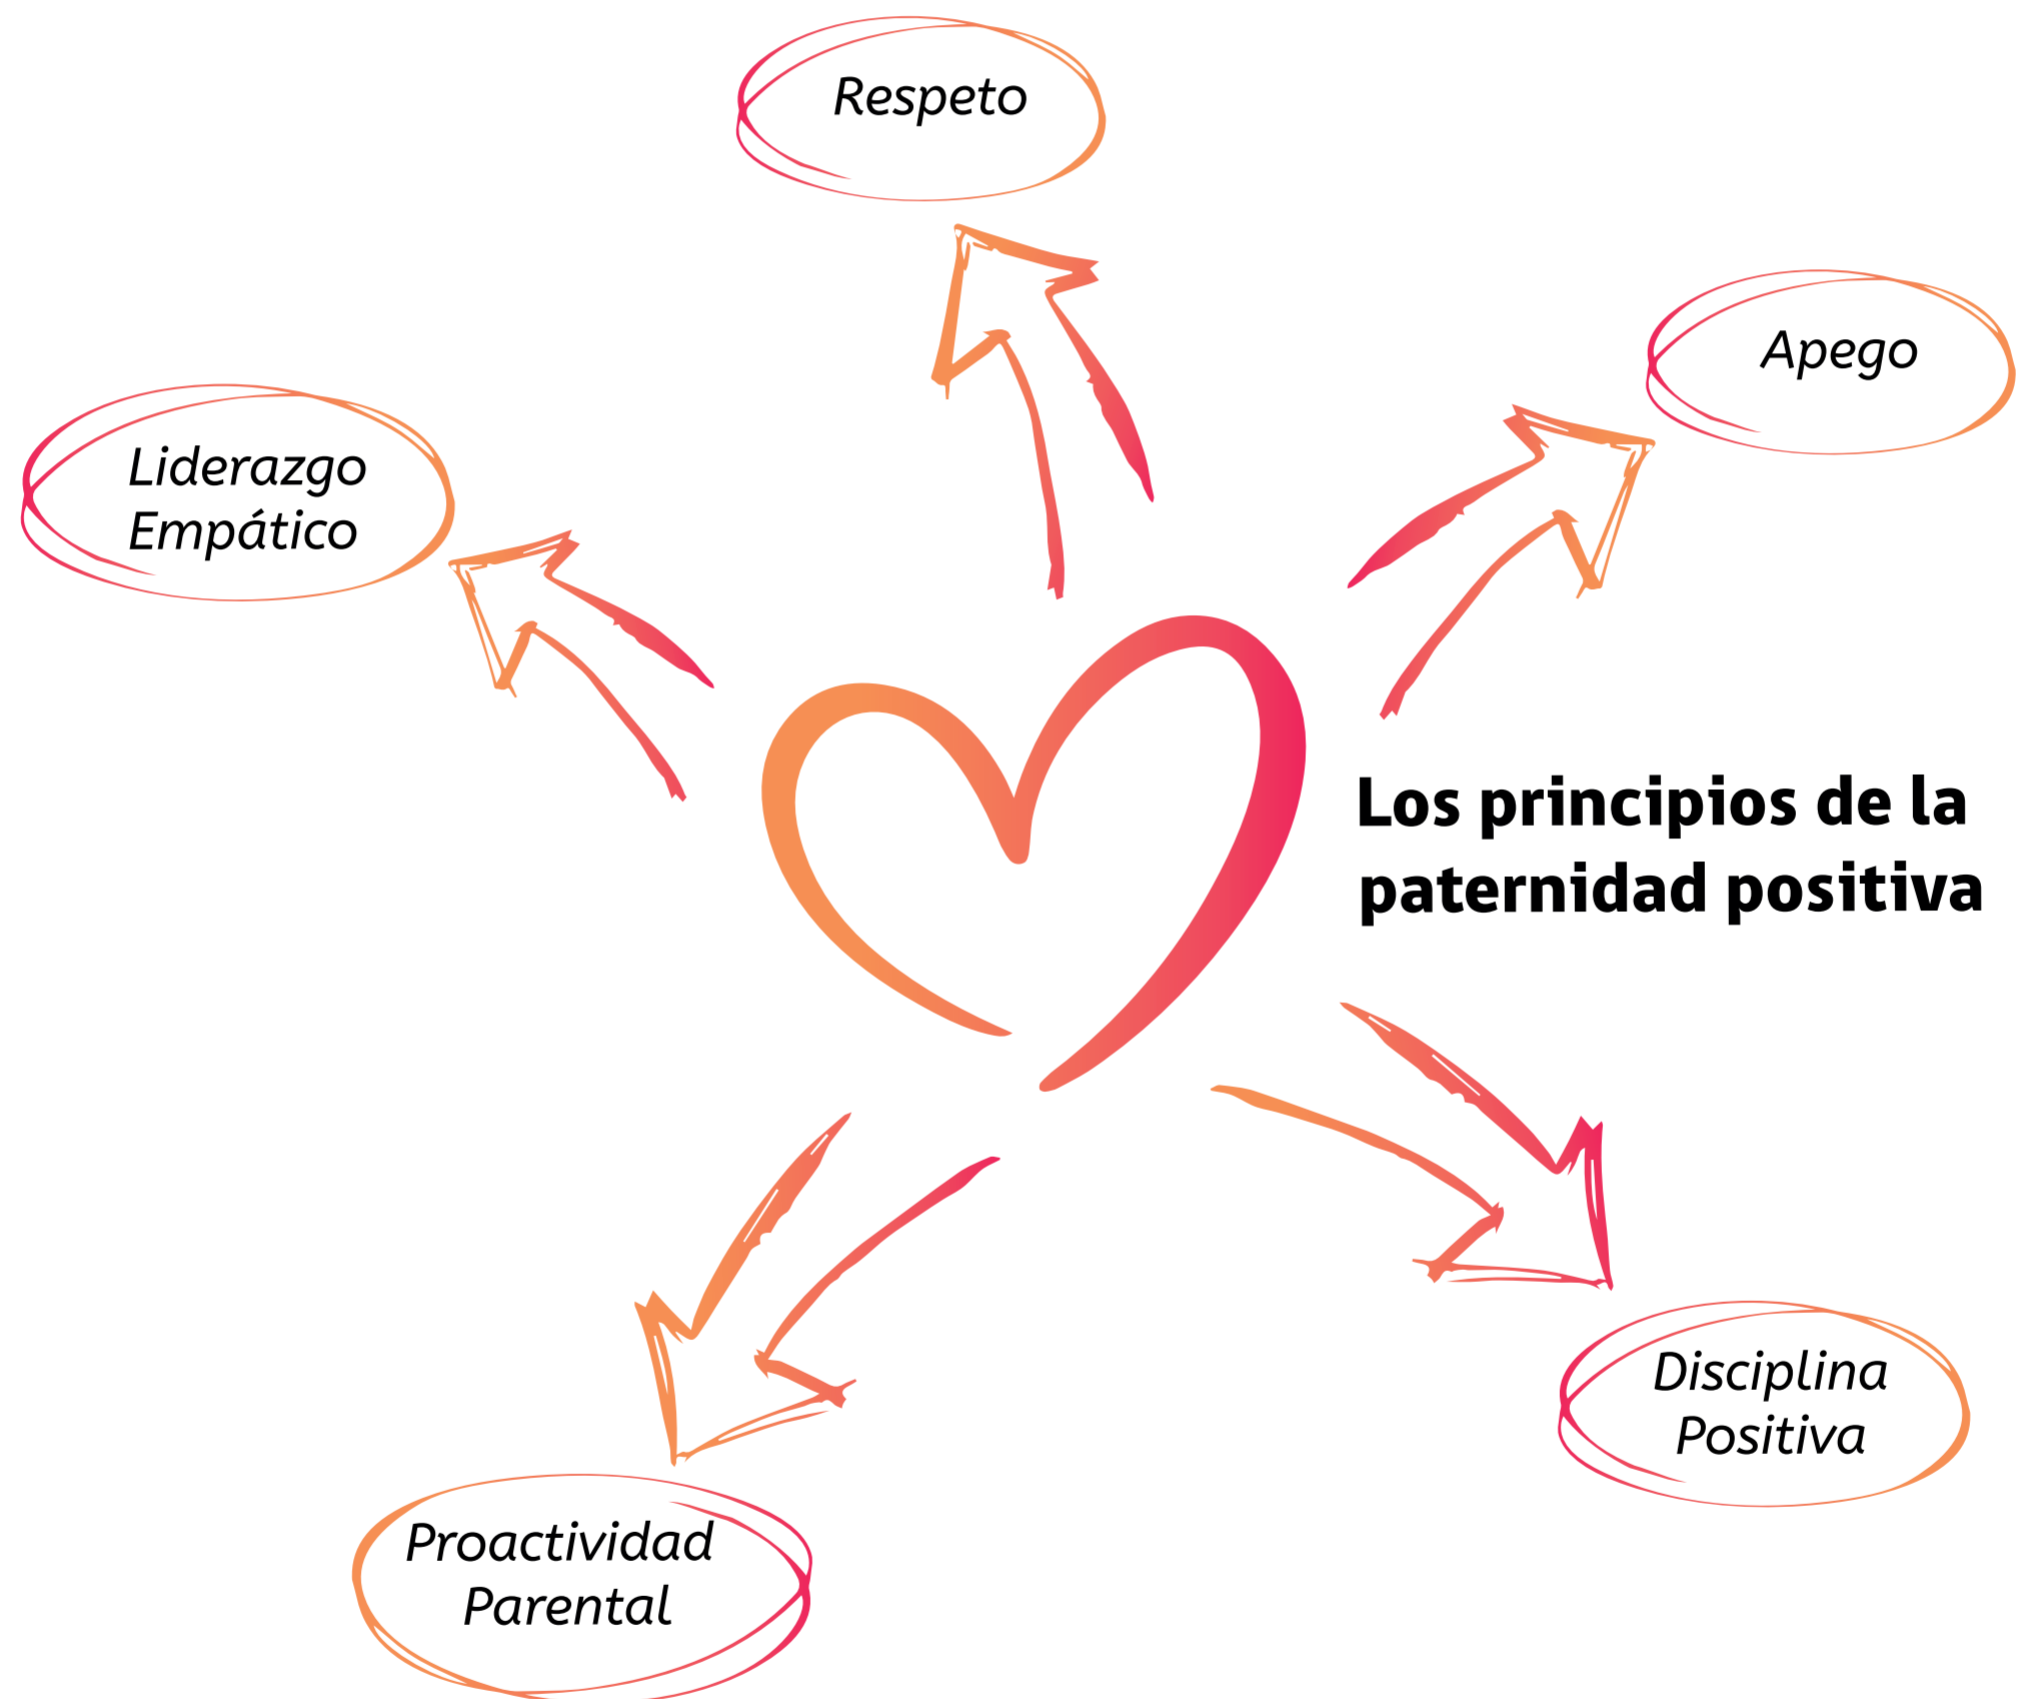 Respeto
Apego
Liderazgo
Empático
Los principios de la
paternidad positiva
Disciplina
Positiva
Proactividad
Parental